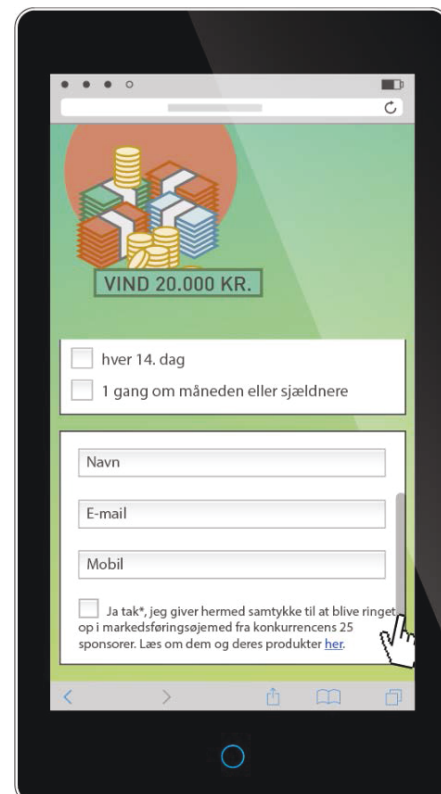 VIND 20.000 KR.
hver 14. dag
1 gang om måneden eller sjældnere
Navn
E-mail
Mobil
Ja tak*, jeg giver hermed samtykke til at blive ringet
op i markedsføringsøjemed fra konkurrencens 25
sponsorer. Læs om dem og deres produkter her.